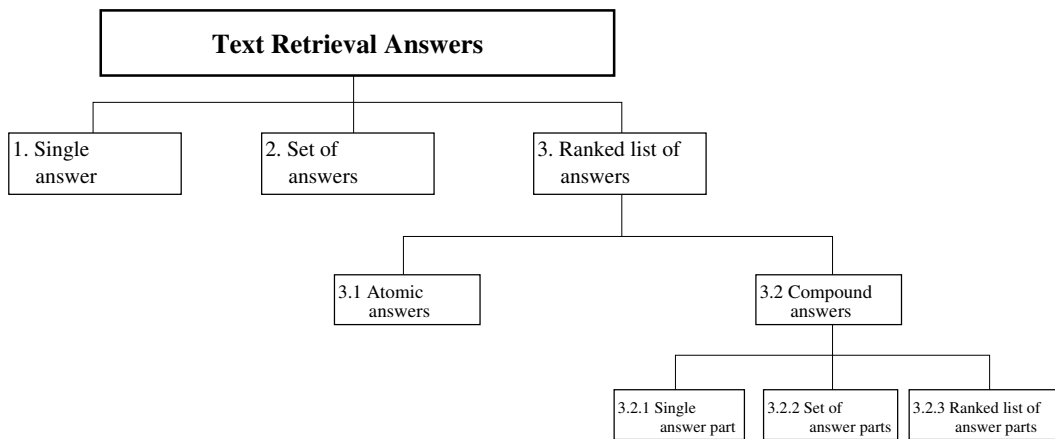 Text Retrieval Answers
1. Single
answer
2. Set of
answers
3. Ranked list of
answers
3.1 Atomic
answers
3.2 Compound
answers
3.2.1 Single
answer part
3.2.2 Set of
answer parts
3.2.3 Ranked list of
answer parts